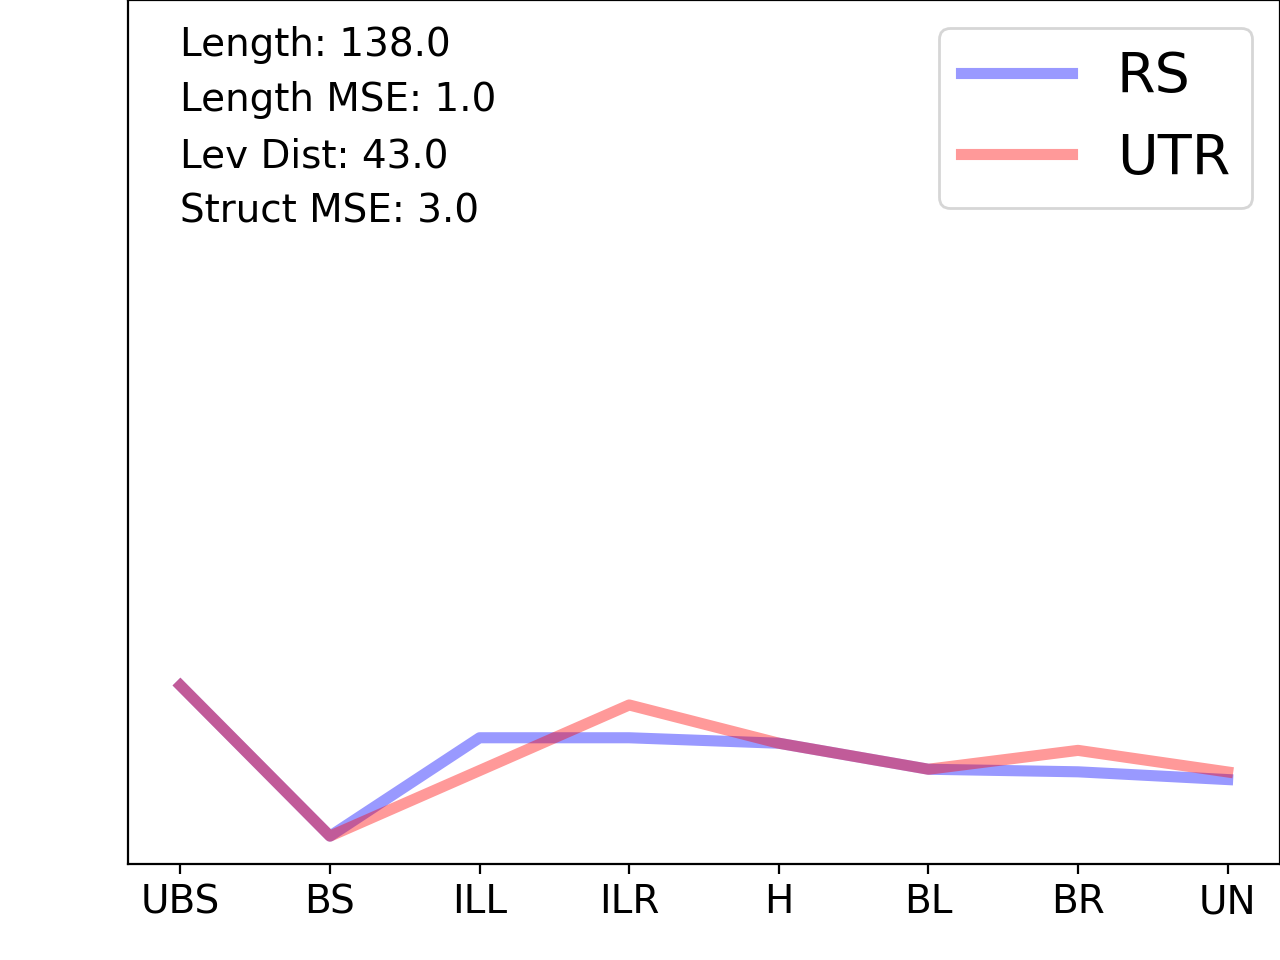 Length: 138.0
Length MSE: 1.0
Lev Dist: 43.0
Struct MSE: 3.0
RS
UTR
UBS BS ILL ILR H BL BR UN